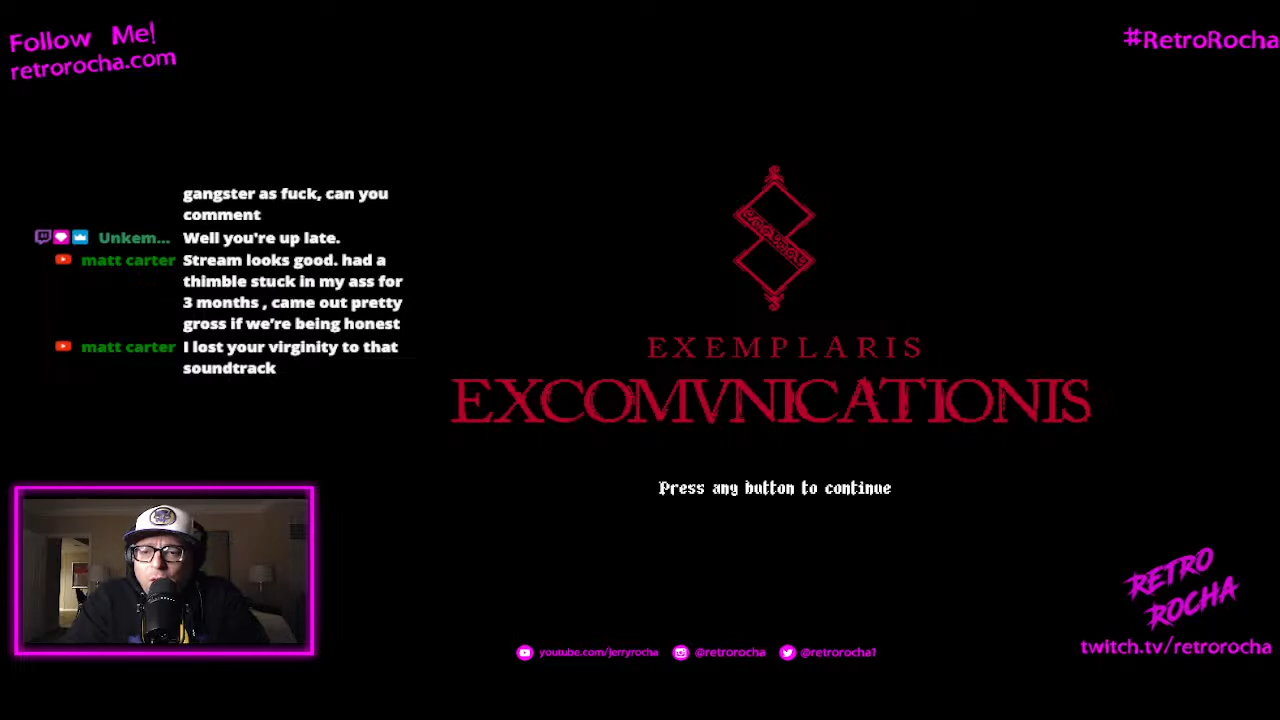 Follow Me!
retrorocha.com
#RetroRocha
gangster as fuck, can you
comment
Unkem... Well you're up late.
matt carter Stream looks good. had a
thimble stuck in my ass for
3 months , came out pretty
gross if we're being honest
matt carter I lost your virginity to that
soundtrack
EXEMPLARIS
EXCOMVNICATIONIS
Press any button to continue
RETRO
ROCHA
twitch.tv/retrorocha
youtube.com/jerryrocha @retrorocha @retrorocha1